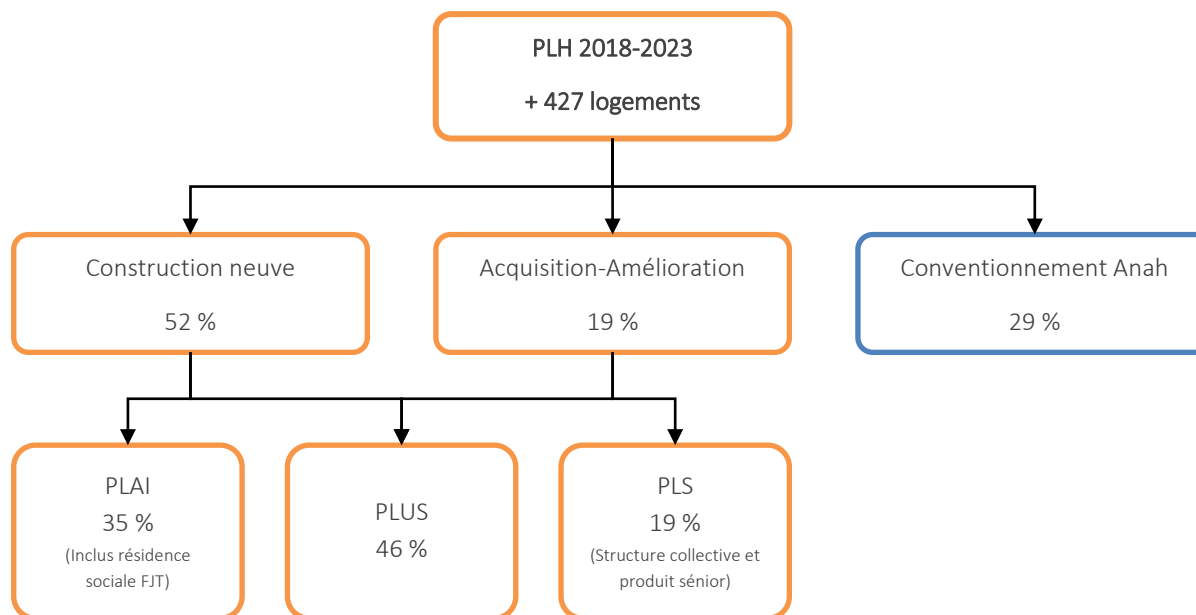 PLH 2018-2023
+ 427 logements
Construction neuve
52 %
Acquisition-Amélioration
19 %
Conventionnement Anah
29 %
PLAI
35 %
(Inclus résidence
sociale FJT)
PLUS
46 %
PLS
19 %
(Structure collective et
produit sénior)